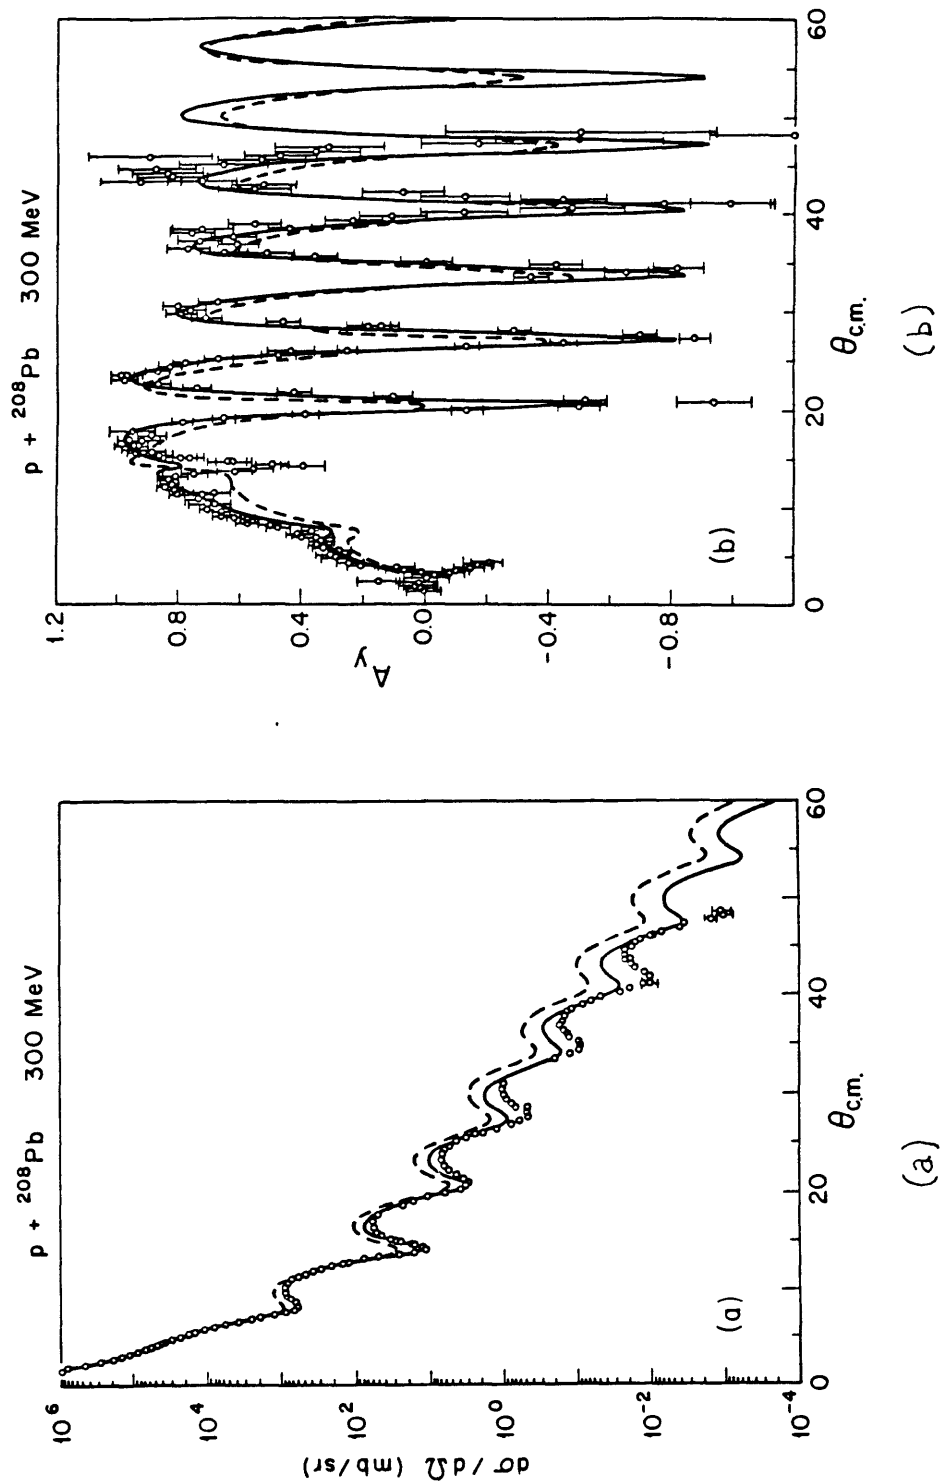 p + ²⁰⁸Pb 300 MeV
dσ/dΩ (mb/sr)
10⁶
10⁴
10²
10⁰
10⁻²
10⁻⁴
(a)
0
20
40
60
θc.m.
(a)
p + ²⁰⁸Pb 300 MeV
Ay
1.2
0.8
0.4
0.0
-0.4
-0.8
(b)
0
20
40
60
θc.m.
(b)